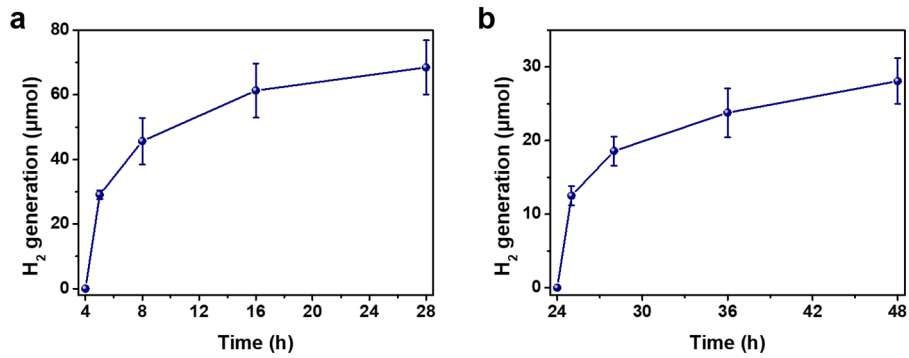 a
H₂ generation (μmol)
80
60
40
20
0
4 8 12 16 20 24 28
Time (h)
b
H₂ generation (μmol)
30
20
10
0
24 30 36 42 48
Time (h)